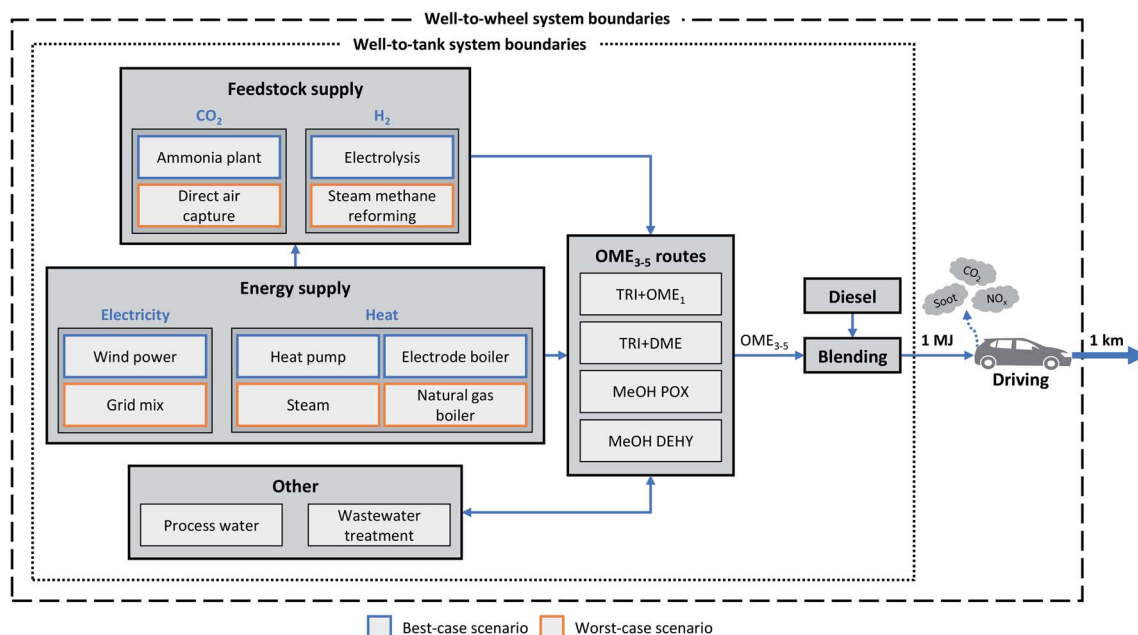 Well-to-wheel system boundaries
Well-to-tank system boundaries
Feedstock supply
CO₂
H₂
Ammonia plant
Electrolysis
Direct air
capture
Steam methane
reforming
Energy supply
Electricity
Heat
Wind power
Heat pump
Electrode boiler
Grid mix
Steam
Natural gas
boiler
Other
Process water
Wastewater
treatment
OME₃₋₅ routes
TRI+OME₁
TRI+DME
MeOH POX
MeOH DEHY
OME₃₋₅
Diesel
Blending
1 MJ
CO₂
Soot
NOₓ
Driving
1 km
Best-case scenario
Worst-case scenario